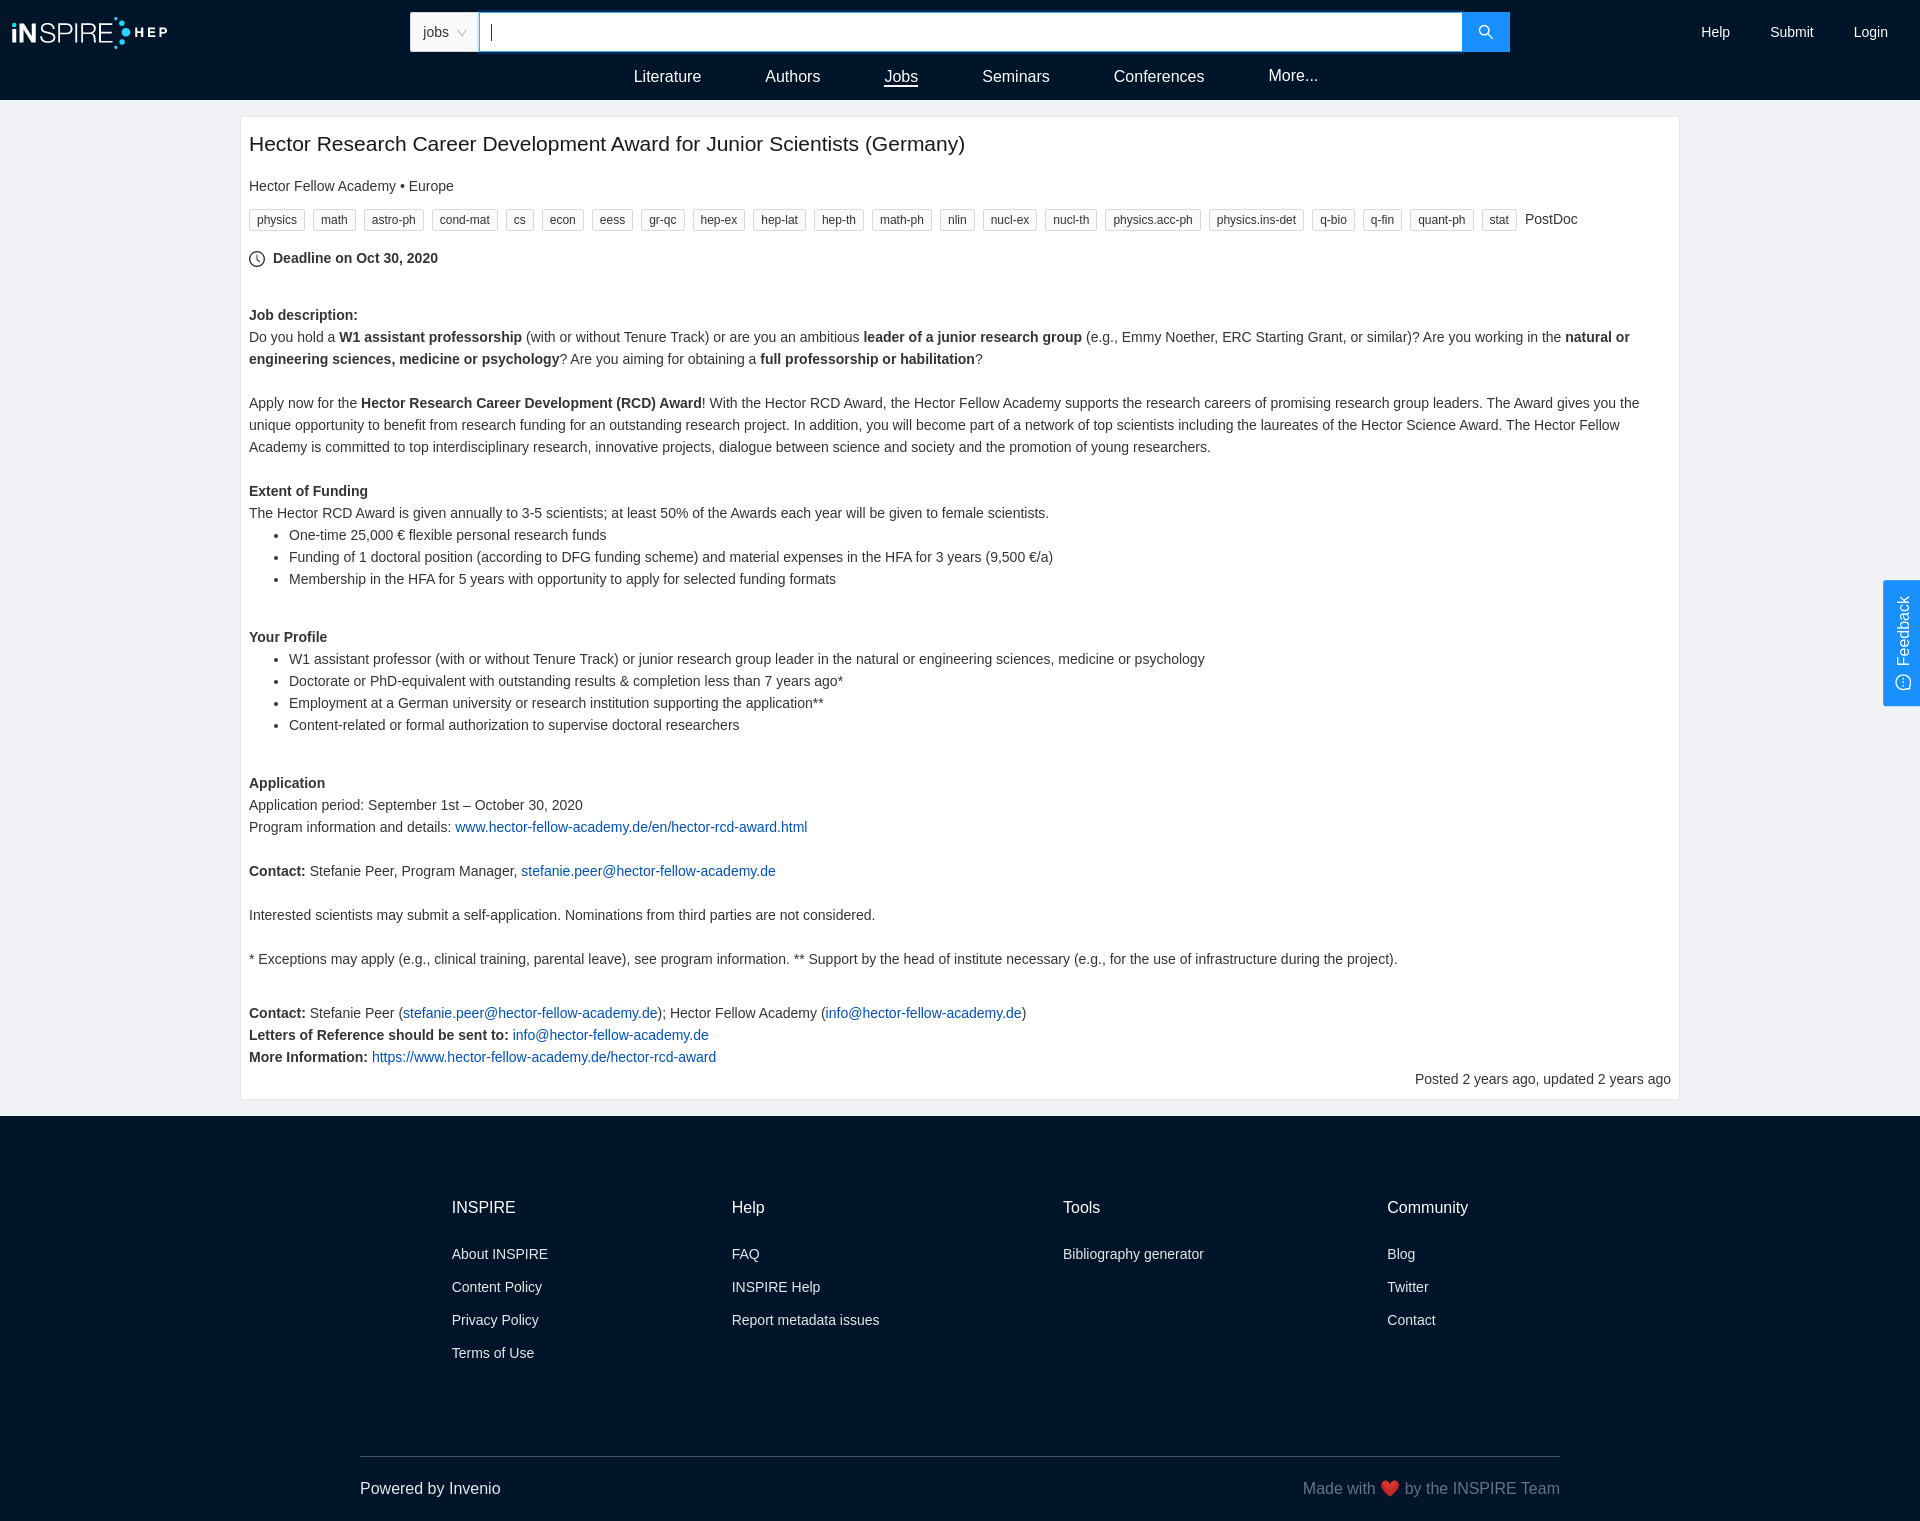 iNSPIRE HEP
jobs
Help Submit Login
Literature Authors Jobs Seminars Conferences More...
Hector Research Career Development Award for Junior Scientists (Germany)
Hector Fellow Academy • Europe
physics math astro-ph cond-mat cs econ eess gr-qc hep-ex hep-lat hep-th math-ph nlin nucl-ex nucl-th physics.acc-ph physics.ins-det q-bio q-fin quant-ph stat PostDoc
Deadline on Oct 30, 2020
Job description:
Do you hold a W1 assistant professorship (with or without Tenure Track) or are you an ambitious leader of a junior research group (e.g., Emmy Noether, ERC Starting Grant, or similar)? Are you working in the natural or
engineering sciences, medicine or psychology? Are you aiming for obtaining a full professorship or habilitation?
Apply now for the Hector Research Career Development (RCD) Award! With the Hector RCD Award, the Hector Fellow Academy supports the research careers of promising research group leaders. The Award gives you the
unique opportunity to benefit from research funding for an outstanding research project. In addition, you will become part of a network of top scientists including the laureates of the Hector Science Award. The Hector Fellow
Academy is committed to top interdisciplinary research, innovative projects, dialogue between science and society and the promotion of young researchers.
Extent of Funding
The Hector RCD Award is given annually to 3-5 scientists; at least 50% of the Awards each year will be given to female scientists.
• One-time 25,000 € flexible personal research funds
• Funding of 1 doctoral position (according to DFG funding scheme) and material expenses in the HFA for 3 years (9,500 €/a)
• Membership in the HFA for 5 years with opportunity to apply for selected funding formats
Feedback
Your Profile
• W1 assistant professor (with or without Tenure Track) or junior research group leader in the natural or engineering sciences, medicine or psychology
• Doctorate or PhD-equivalent with outstanding results & completion less than 7 years ago*
• Employment at a German university or research institution supporting the application**
• Content-related or formal authorization to supervise doctoral researchers
Application
Application period: September 1st – October 30, 2020
Program information and details: www.hector-fellow-academy.de/en/hector-rcd-award.html
Contact: Stefanie Peer, Program Manager, stefanie.peer@hector-fellow-academy.de
Interested scientists may submit a self-application. Nominations from third parties are not considered.
* Exceptions may apply (e.g., clinical training, parental leave), see program information. ** Support by the head of institute necessary (e.g., for the use of infrastructure during the project).
Contact: Stefanie Peer (stefanie.peer@hector-fellow-academy.de); Hector Fellow Academy (info@hector-fellow-academy.de)
Letters of Reference should be sent to: info@hector-fellow-academy.de
More Information: https://www.hector-fellow-academy.de/hector-rcd-award
Posted 2 years ago, updated 2 years ago
INSPIRE
About INSPIRE
Content Policy
Privacy Policy
Terms of Use
Help
FAQ
INSPIRE Help
Report metadata issues
Tools
Bibliography generator
Community
Blog
Twitter
Contact
Powered by Invenio
Made with ❤️ by the INSPIRE Team